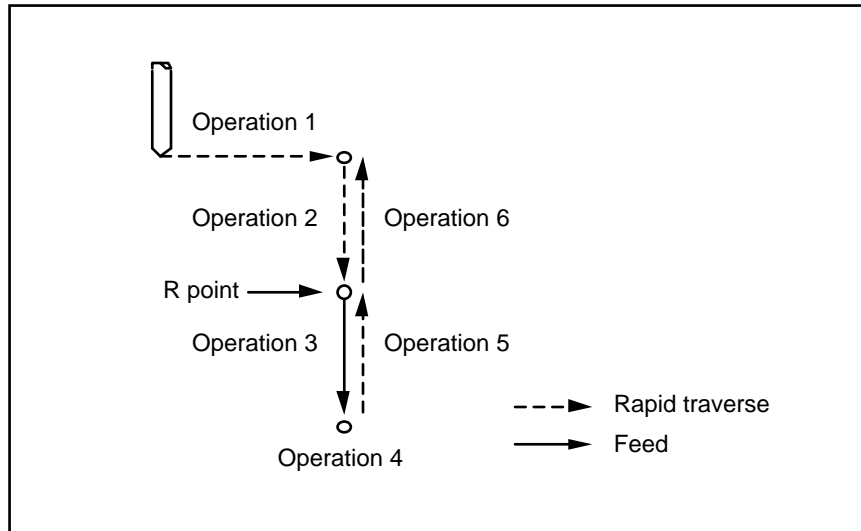 Operation 1
Operation 2
Operation 6
R point
Operation 3
Operation 5
Rapid traverse
Feed
Operation 4